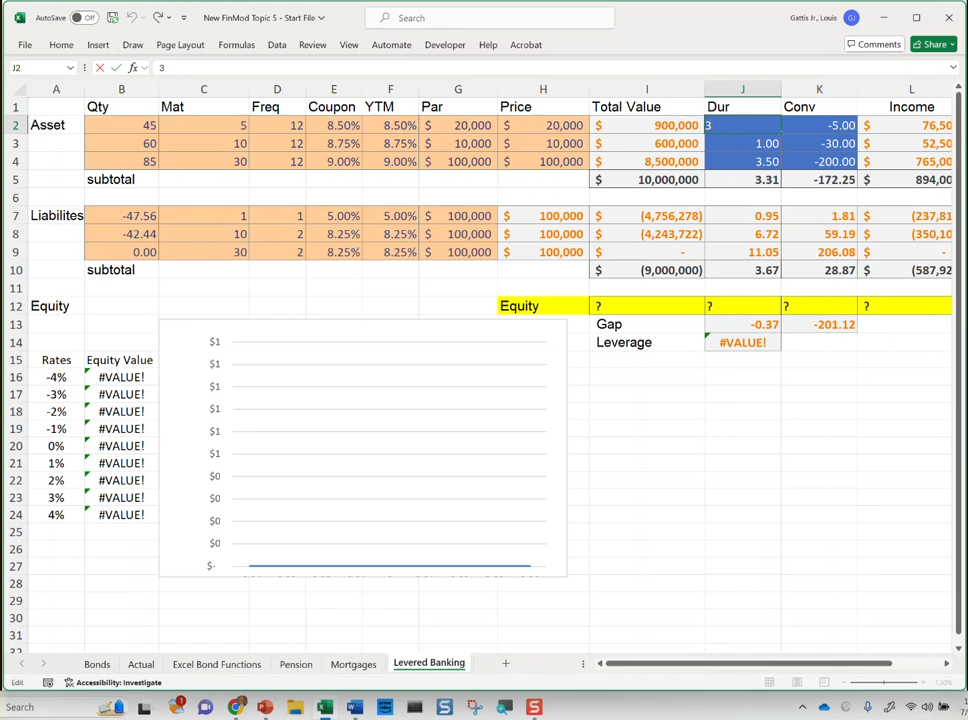 AutoSave Off New FinMod Topic 5 - Start File Search Gattis Jr., Louis GJ
File Home Insert Draw Page Layout Formulas Data Review View Automate Developer Help Acrobat Comments Share
J2 fx 3
A B C D E F G H I J K L
1 Qty Mat Freq Coupon YTM Par Price Total Value Dur Conv Income
2 Asset 45 5 12 8.50% 8.50% $ 20,000 $ 20,000 $ 900,000 3 -5.00 $ 76,50
3 60 10 12 8.75% 8.75% $ 10,000 $ 10,000 $ 600,000 1.00 -30.00 $ 52,50
4 85 30 12 9.00% 9.00% $ 100,000 $ 100,000 $ 8,500,000 3.50 -200.00 $ 765,00
5 subtotal $ 10,000,000 3.31 -172.25 $ 894,00
6
7 Liabilites -47.56 1 1 5.00% 5.00% $ 100,000 $ 100,000 $ (4,756,278) 0.95 1.81 $ (237,81
8 -42.44 10 2 8.25% 8.25% $ 100,000 $ 100,000 $ (4,243,722) 6.72 59.19 $ (350,10
9 0.00 30 2 8.25% 8.25% $ 100,000 $ 100,000 $ - 11.05 206.08 $ -
10 subtotal $ (9,000,000) 3.67 28.87 $ (587,92
11
12 Equity Equity ? ? ? ?
13 Gap -0.37 -201.12
14 Leverage #VALUE!
15 Rates Equity Value
16 -4% #VALUE!
17 -3% #VALUE!
18 -2% #VALUE!
19 -1% #VALUE!
20 0% #VALUE!
21 1% #VALUE!
22 2% #VALUE!
23 3% #VALUE!
24 4% #VALUE!
25
26
27
28
29
30
31
$1
$1
$1
$1
$1
$1
$0
$0
$0
$0
$-
Bonds Actual Excel Bond Functions Pension Mortgages Levered Banking
Edit Accessibility: Investigate 130%
Search